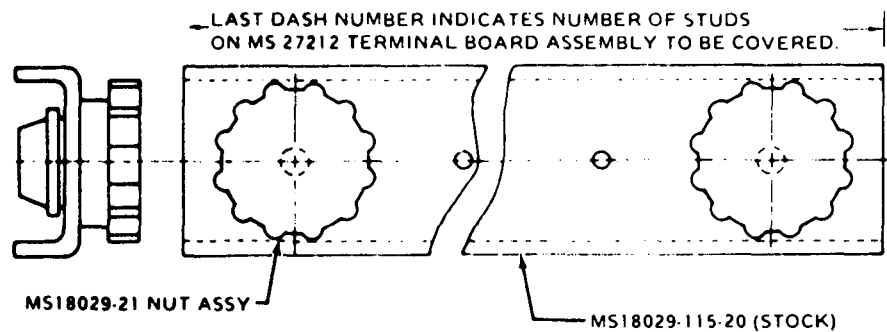 LAST DASH NUMBER INDICATES NUMBER OF STUDS
ON MS 27212 TERMINAL BOARD ASSEMBLY TO BE COVERED.
MS18029-21 NUT ASSY
MS18029-115-20 (STOCK)